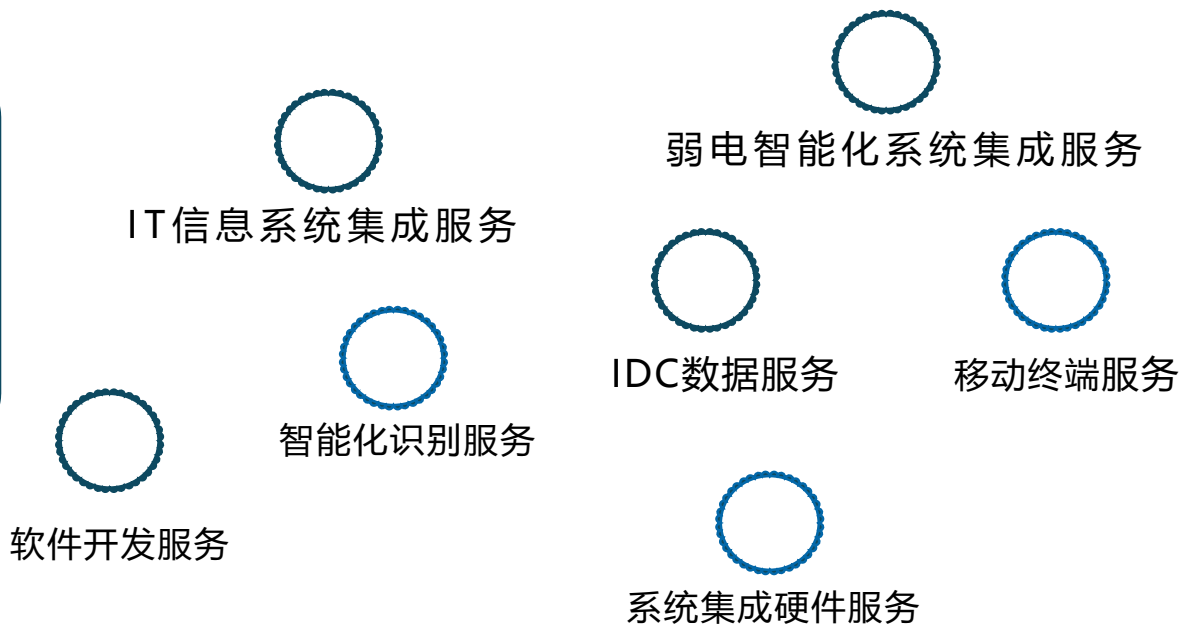 弱电智能化系统集成服务
IT信息系统集成服务
IDC数据服务
移动终端服务
智能化识别服务
软件开发服务
系统集成硬件服务